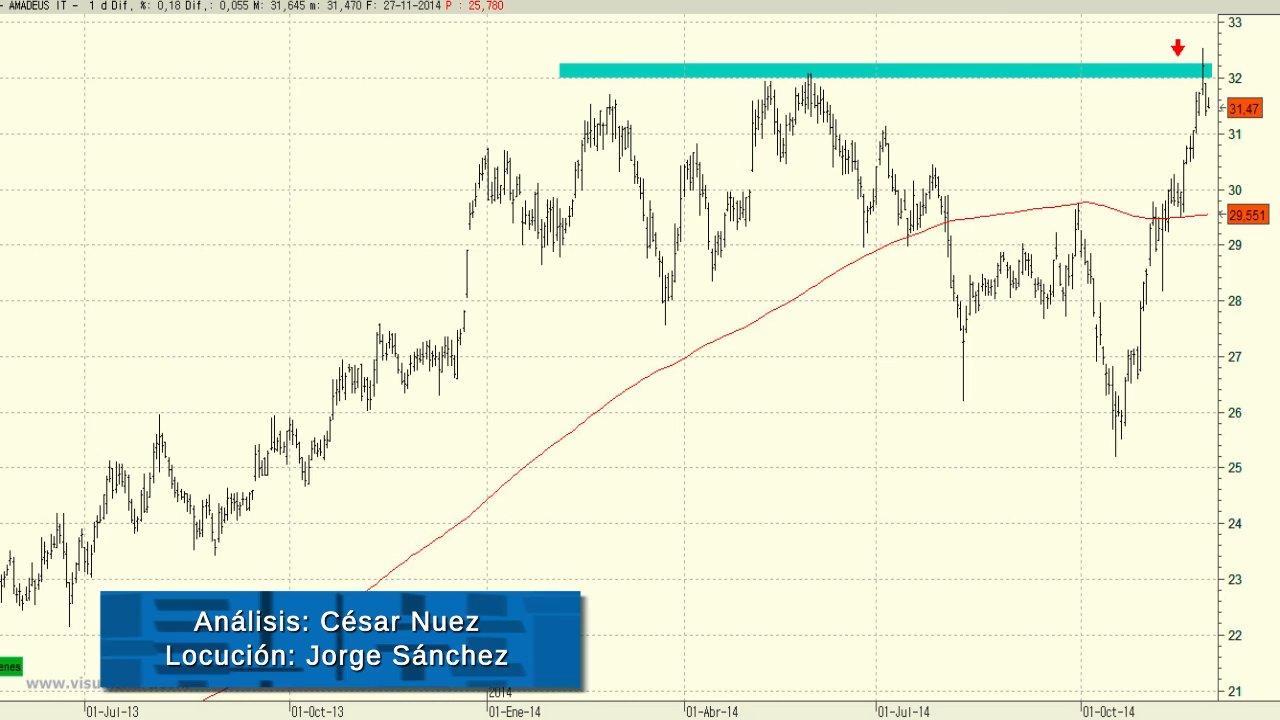 - AMADEUS IT - 1 d Dif. %: 0,18 Dif.: 0,055 M: 31,645 m: 31,470 F: 27-11-2014 P : 25,780
33
32
31,47
31
30
29,551
29
28
27
26
25
24
23
22
21
Análisis: César Nuez
Locución: Jorge Sánchez
enes
www.visu
2014
01-Jul-13
01-Oct-13
01-Ene-14
01-Abr-14
01-Jul-14
01-Oct-14